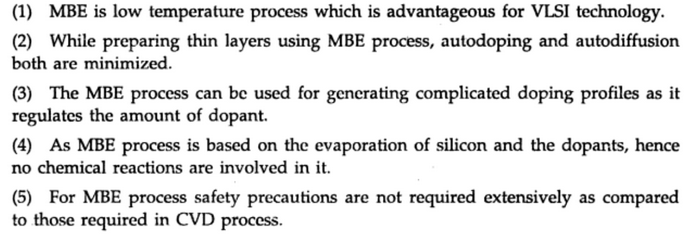 (1) MBE is low temperature process which is advantageous for VLSI technology.
(2) While preparing thin layers using MBE process, autodoping and autodiffusion
both are minimized.
(3) The MBE process can be used for generating complicated doping profiles as it
regulates the amount of dopant.
(4) As MBE process is based on the evaporation of silicon and the dopants, hence
no chemical reactions are involved in it.
(5) For MBE process safety precautions are not required extensively as compared
to those required in CVD process.